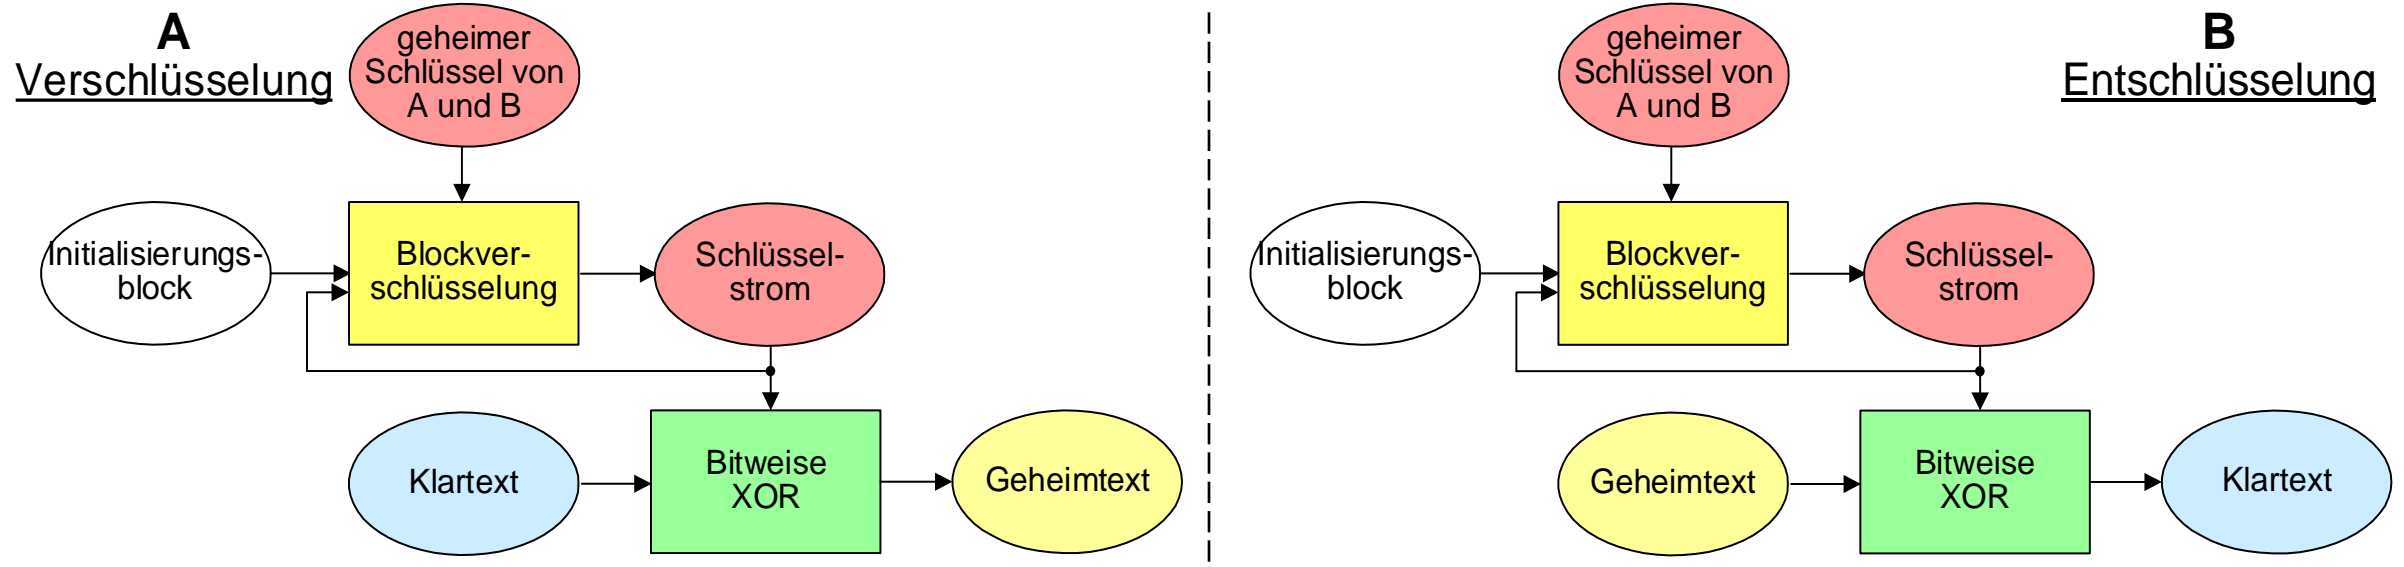 A
Verschlüsselung
geheimer
Schlüssel von
A und B
Initialisierungs-
block
Blockver-
schlüsselung
Schlüssel-
strom
Klartext
Bitweise
XOR
Geheimtext
B
Entschlüsselung
geheimer
Schlüssel von
A und B
Initialisierungs-
block
Blockver-
schlüsselung
Schlüssel-
strom
Geheimtext
Bitweise
XOR
Klartext